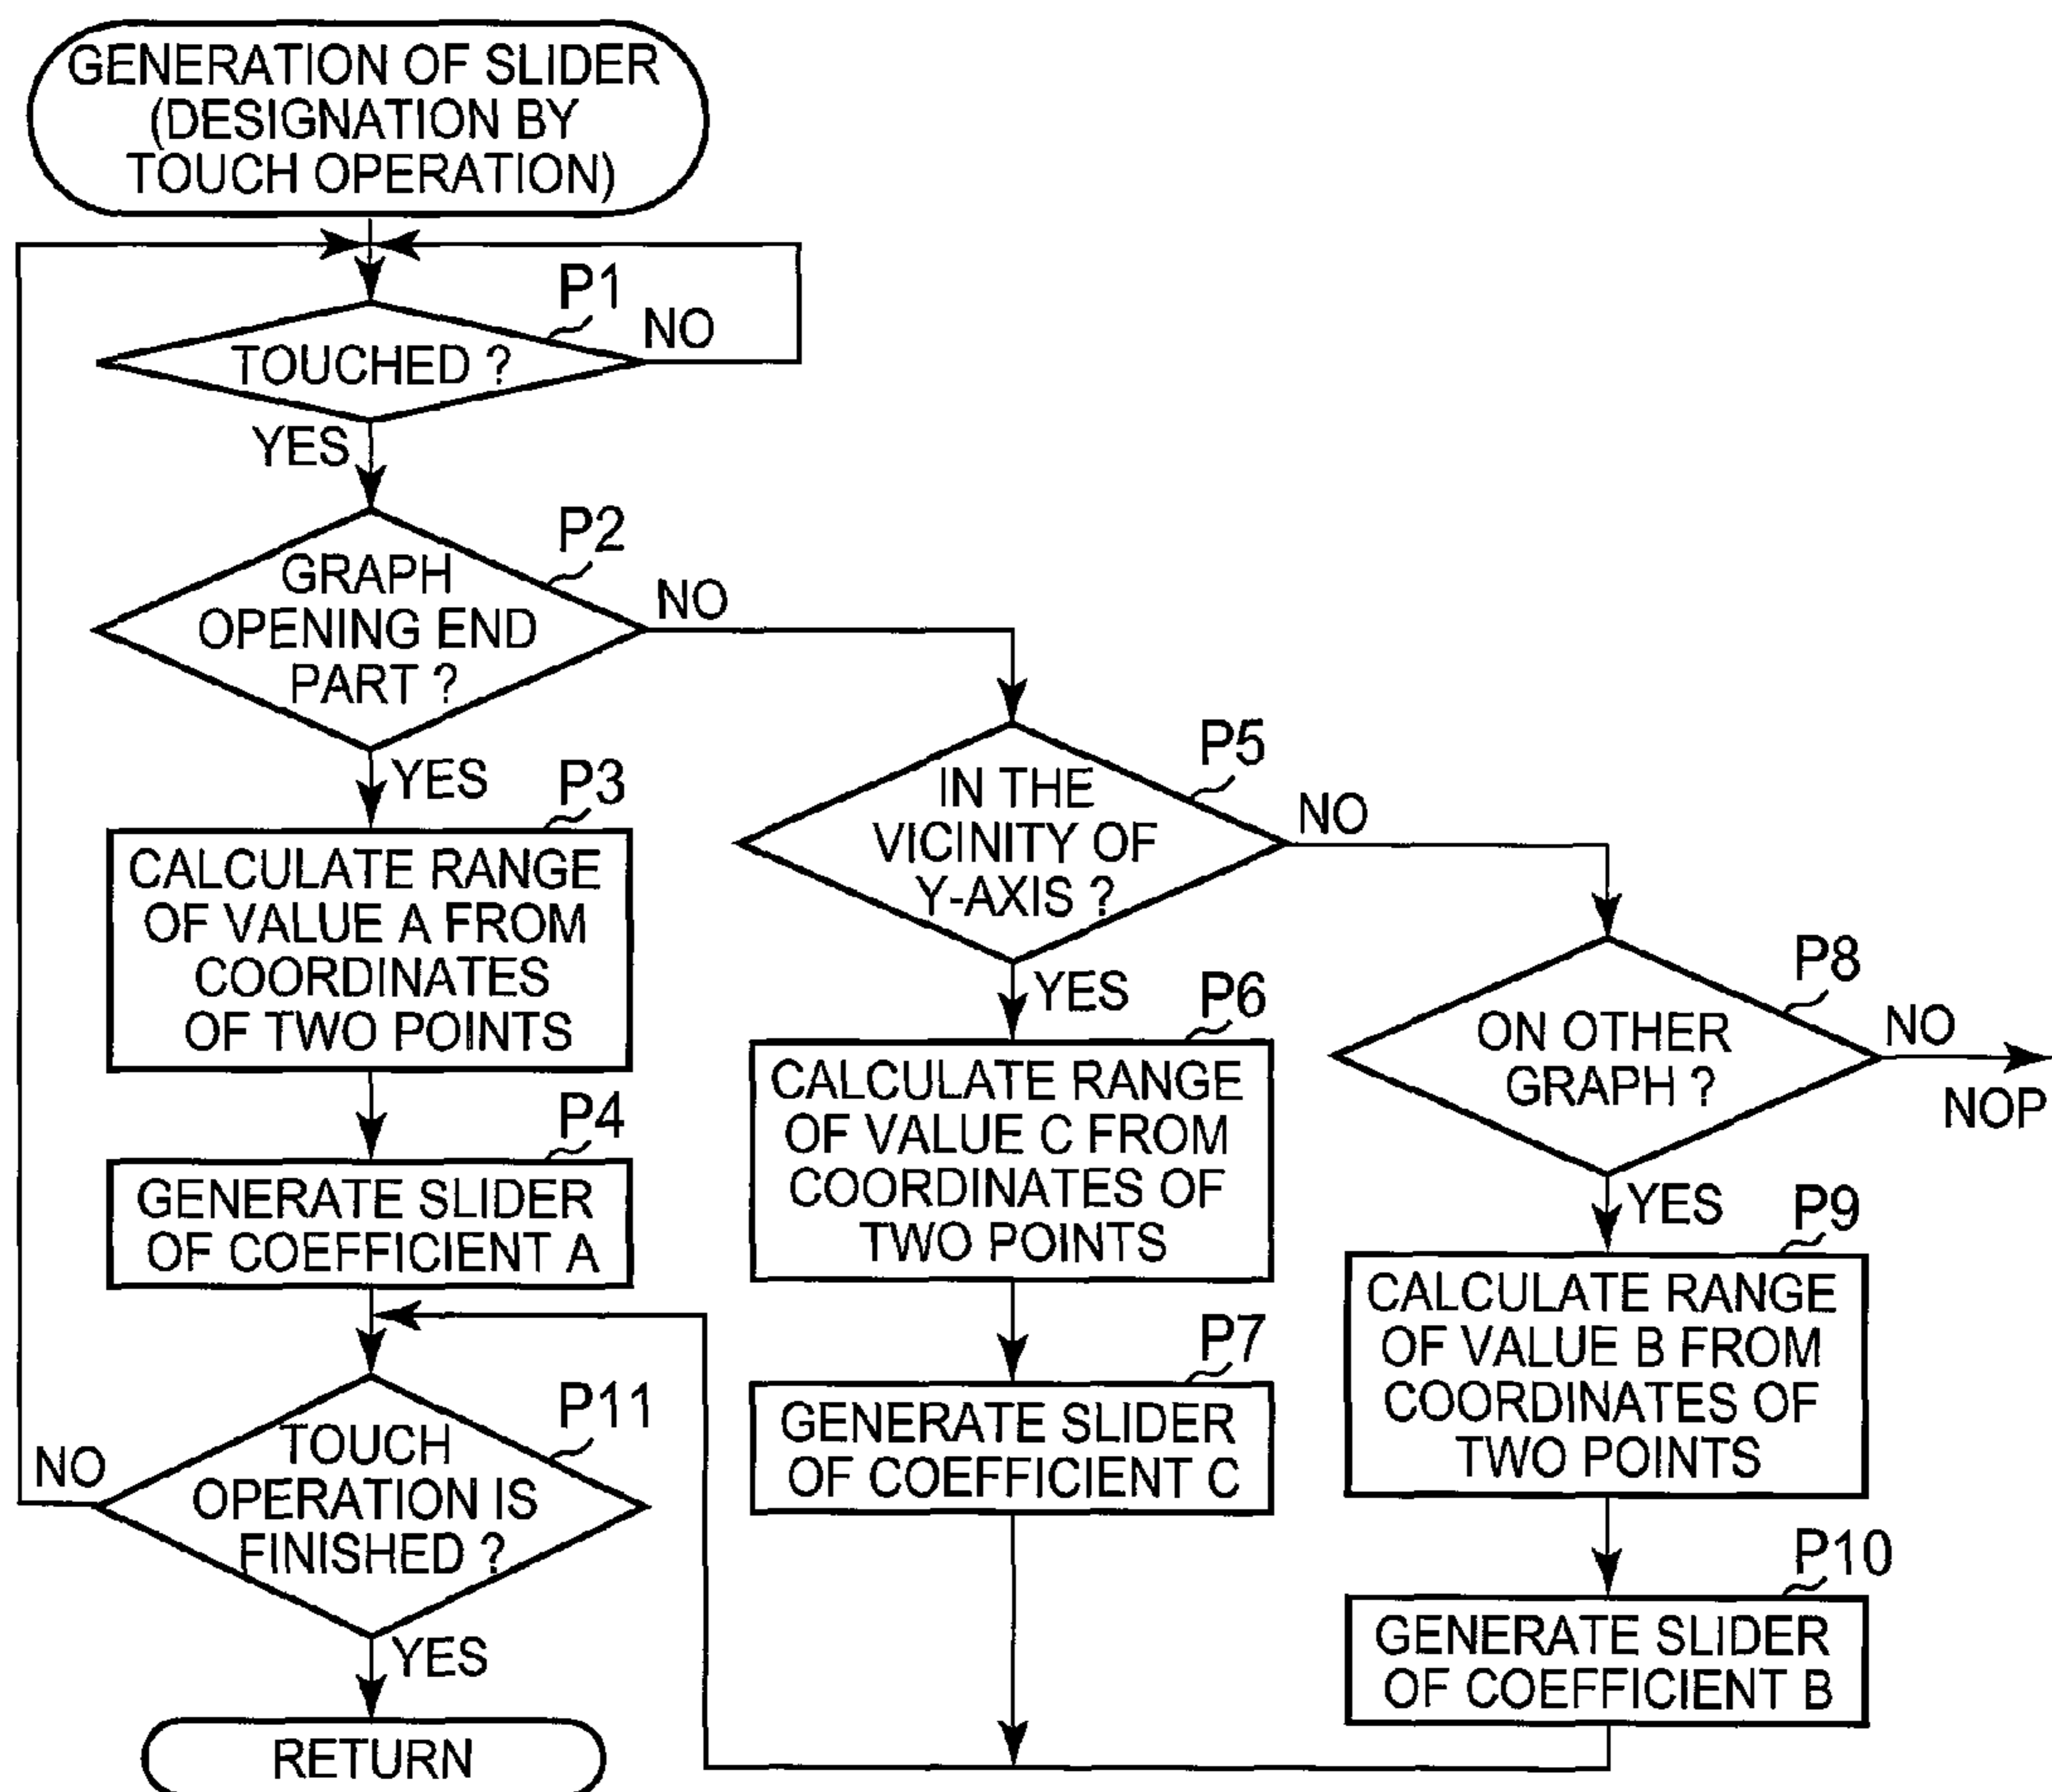 GENERATION OF SLIDER
(DESIGNATION BY
TOUCH OPERATION)
P1
TOUCHED ?
NO
YES
P2
GRAPH
OPENING END
PART ?
NO
YES
P3
CALCULATE RANGE
OF VALUE A FROM
COORDINATES
OF TWO POINTS
P4
GENERATE SLIDER
OF COEFFICIENT A
P5
IN THE
VICINITY OF
Y-AXIS ?
NO
YES
P6
CALCULATE RANGE
OF VALUE C FROM
COORDINATES OF
TWO POINTS
P7
GENERATE SLIDER
OF COEFFICIENT C
P8
ON OTHER
GRAPH ?
NO
NOP
YES
P9
CALCULATE RANGE
OF VALUE B FROM
COORDINATES OF
TWO POINTS
P10
GENERATE SLIDER
OF COEFFICIENT B
P11
TOUCH
OPERATION IS
FINISHED ?
NO
YES
RETURN